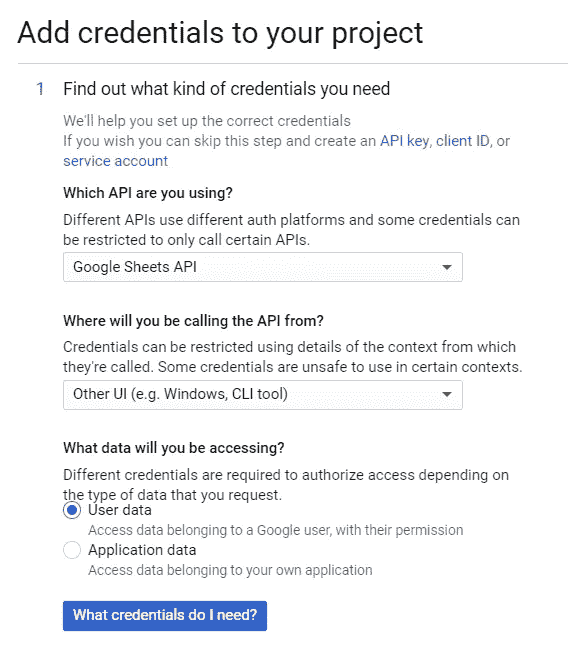 Add credentials to your project
1 Find out what kind of credentials you need
We'll help you set up the correct credentials
If you wish you can skip this step and create an API key, client ID, or
service account
Which API are you using?
Different APIs use different auth platforms and some credentials can
be restricted to only call certain APIs.
Google Sheets API
Where will you be calling the API from?
Credentials can be restricted using details of the context from which
they're called. Some credentials are unsafe to use in certain contexts.
Other UI (e.g. Windows, CLI tool)
What data will you be accessing?
Different credentials are required to authorize access depending on
the type of data that you request.
User data
Access data belonging to a Google user, with their permission
Application data
Access data belonging to your own application
What credentials do I need?